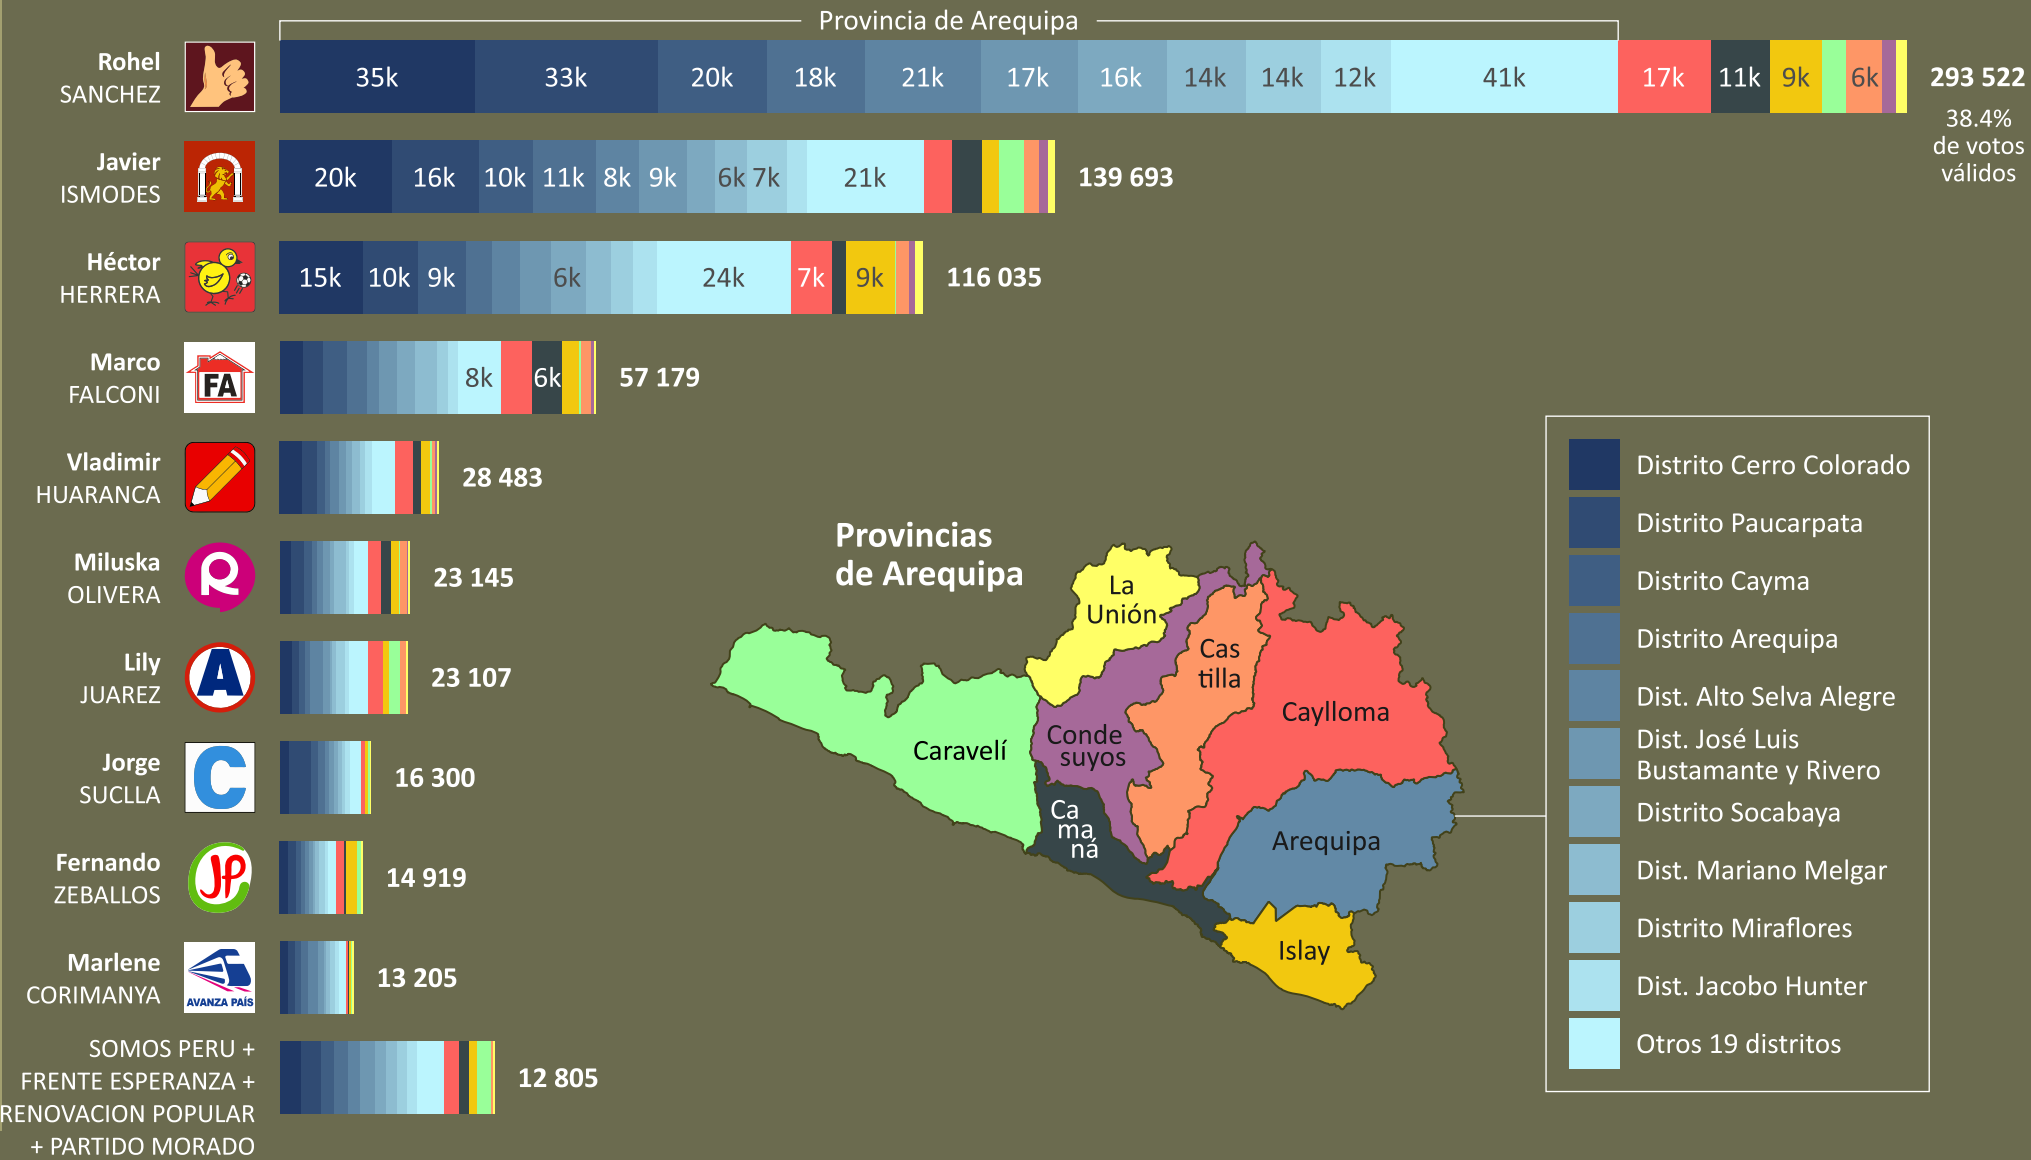 Provincia de Arequipa
Rohel
SANCHEZ
35k 33k 20k 18k 21k 17k 16k 14k 14k 12k 41k 17k 11k 9k 6k
293 522
38.4%
de votos
válidos
Javier
ISMODES
20k 16k 10k 11k 8k 9k 6k 7k 21k
139 693
Héctor
HERRERA
15k 10k 9k 6k 24k 7k 9k
116 035
Marco
FALCONI
FA
8k 6k
57 179
Vladimir
HUARANCA
28 483
Miluska
OLIVERA
R
23 145
Lily
JUAREZ
A
23 107
Jorge
SUCLLA
C
16 300
Fernando
ZEBALLOS
JP
14 919
Marlene
CORIMANYA
AVANZA PAÍS
13 205
SOMOS PERU +
FRENTE ESPERANZA +
RENOVACION POPULAR
+ PARTIDO MORADO
12 805
Provincias
de Arequipa
La
Unión
Cas
tilla
Caylloma
Conde
suyos
Caravelí
Ca
ma
ná
Arequipa
Islay
Distrito Cerro Colorado
Distrito Paucarpata
Distrito Cayma
Distrito Arequipa
Dist. Alto Selva Alegre
Dist. José Luis
Bustamante y Rivero
Distrito Socabaya
Dist. Mariano Melgar
Distrito Miraflores
Dist. Jacobo Hunter
Otros 19 distritos